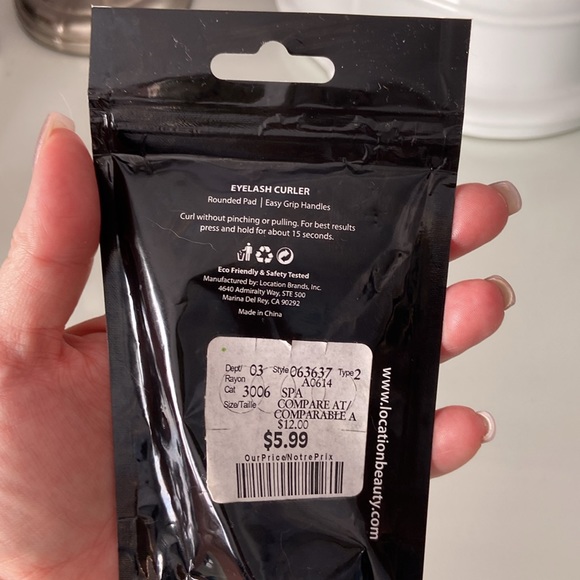 EYELASH CURLER
Rounded Pad | Easy Grip Handles
Curl without pinching or pulling. For best results
press and hold for about 15 seconds.
Eco Friendly & Safety Tested
Manufactured by: Location Brands, Inc.
4640 Admiralty Way, STE 500
Marina Del Rey, CA 90292
Made in China
Dept/ 03 Style 063637 Type 2
Rayon A0614
Cat 3006 SPA
Size/Taille COMPARE AT/
COMPARABLE A
$12.00
$5.99
OurPrice/NotrePrix
www.locationbeauty.com